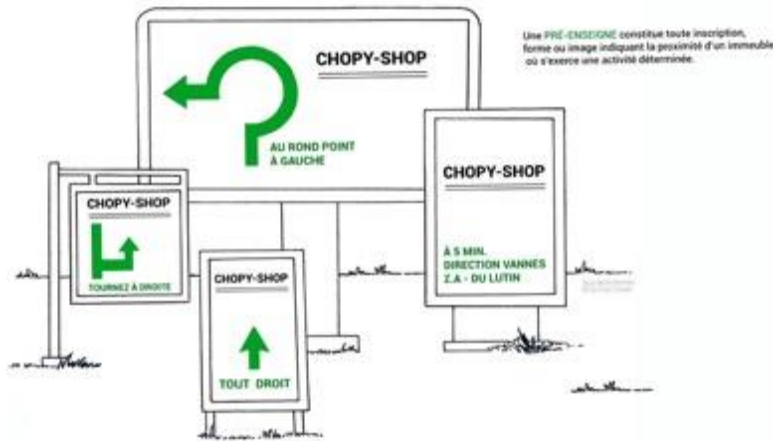 CHOPY-SHOP
AU ROND POINT
À GAUCHE
Une PRÉ-ENSEIGNE constitue toute inscription,
forme ou image indiquant la proximité d'un immeuble
où s'exerce une activité déterminée.
CHOPY-SHOP
TOURNEZ À DROITE
CHOPY-SHOP
TOUT DROIT
CHOPY-SHOP
À 5 MIN.
DIRECTION VANNES
Z.A - DU LUTIN